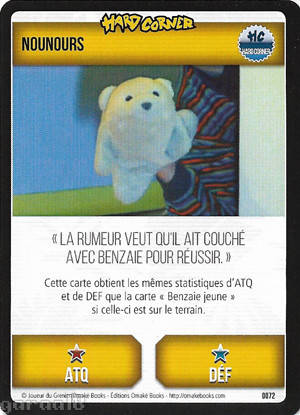 HARD CORNER
NOUNOURS
HC
HARD CORNER
« LA RUMEUR VEUT QU'IL AIT COUCHÉ
AVEC BENZAIE POUR RÉUSSIR. »
Cette carte obtient les mêmes statistiques d'ATQ
et de DEF que la carte « Benzaie jeune »
si celle-ci est sur le terrain.
ATQ
DÉF
© Joueur du Grenier/Omake Books - Éditions Omaké Books - http://omakebooks.com
0072